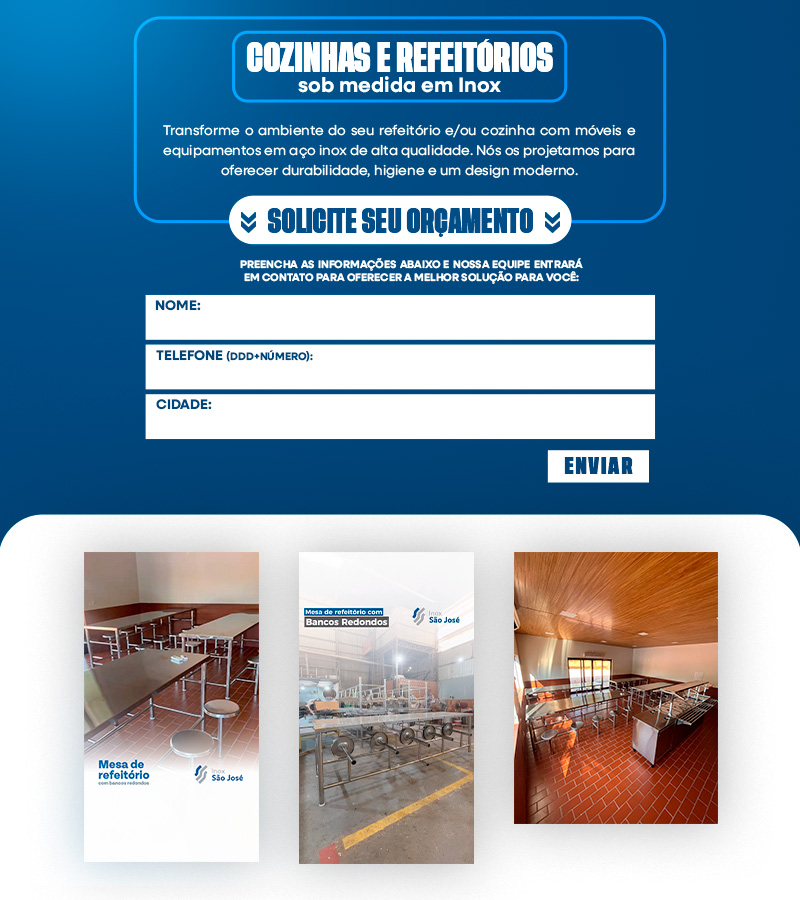 COZINHAS E REFEITÓRIOS
sob medida em Inox
Transforme o ambiente do seu refeitório e/ou cozinha com móveis e
equipamentos em aço inox de alta qualidade. Nós os projetamos para
oferecer durabilidade, higiene e um design moderno.
SOLICITE SEU ORÇAMENTO
PREENCHA AS INFORMAÇÕES ABAIXO E NOSSA EQUIPE ENTRARÁ
EM CONTATO PARA OFERECER A MELHOR SOLUÇÃO PARA VOCÊ:
NOME:
TELEFONE (DDD+NÚMERO):
CIDADE:
ENVIAR
Mesa de
refeitório
com bancos redondos
Inox
São José
Mesa de refeitório com
Bancos Redondos
Inox
São José